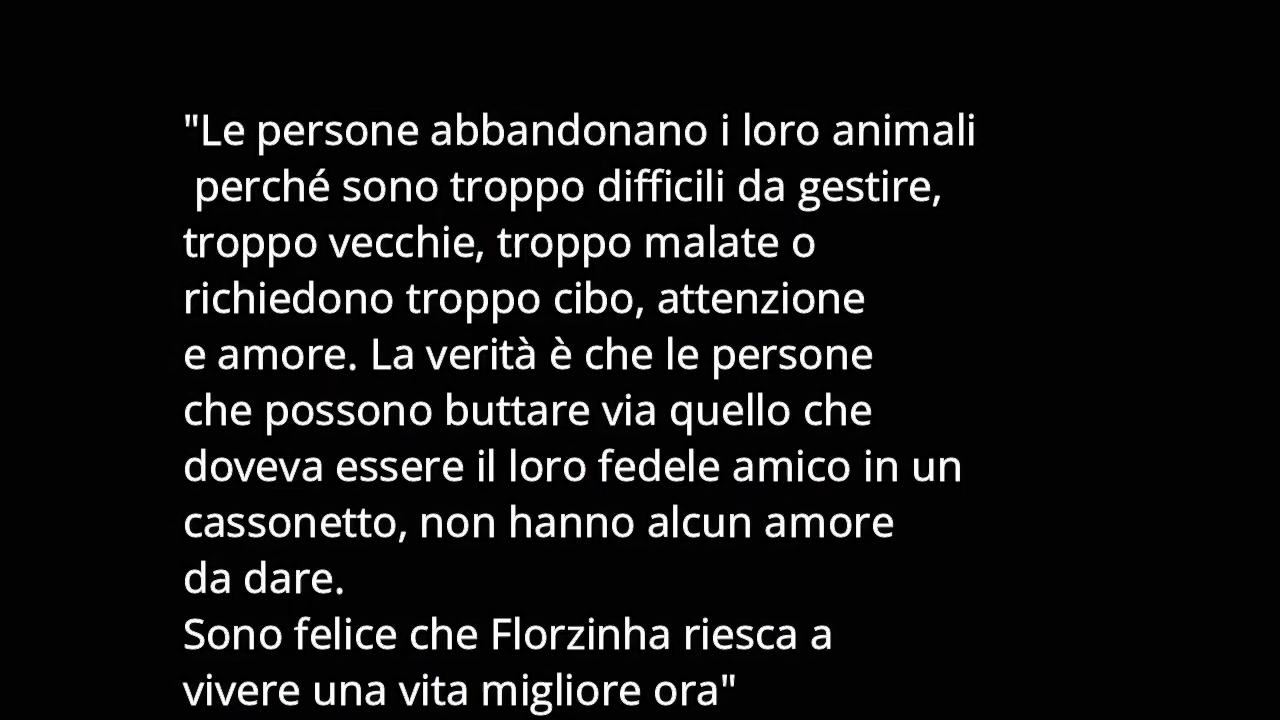 "Le persone abbandonano i loro animali
perché sono troppo difficili da gestire,
troppo vecchie, troppo malate o
richiedono troppo cibo, attenzione
e amore. La verità è che le persone
che possono buttare via quello che
doveva essere il loro fedele amico in un
cassonetto, non hanno alcun amore
da dare.
Sono felice che Florzinha riesca a
vivere una vita migliore ora"